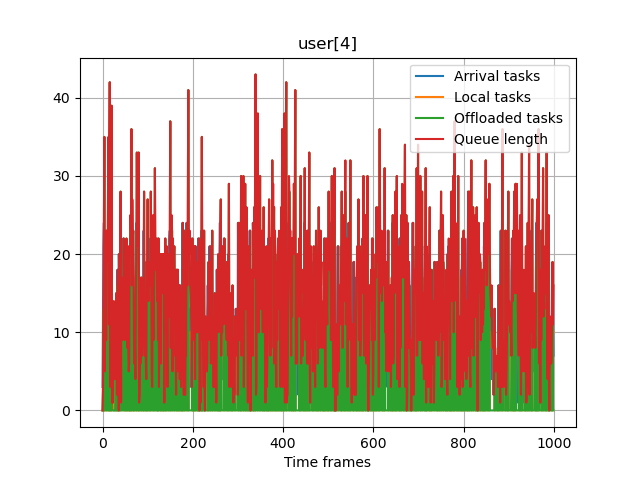 user[4]
Arrival tasks
Local tasks
Offloaded tasks
Queue length
40
30
20
10
0
0 200 400 600 800 1000
Time frames